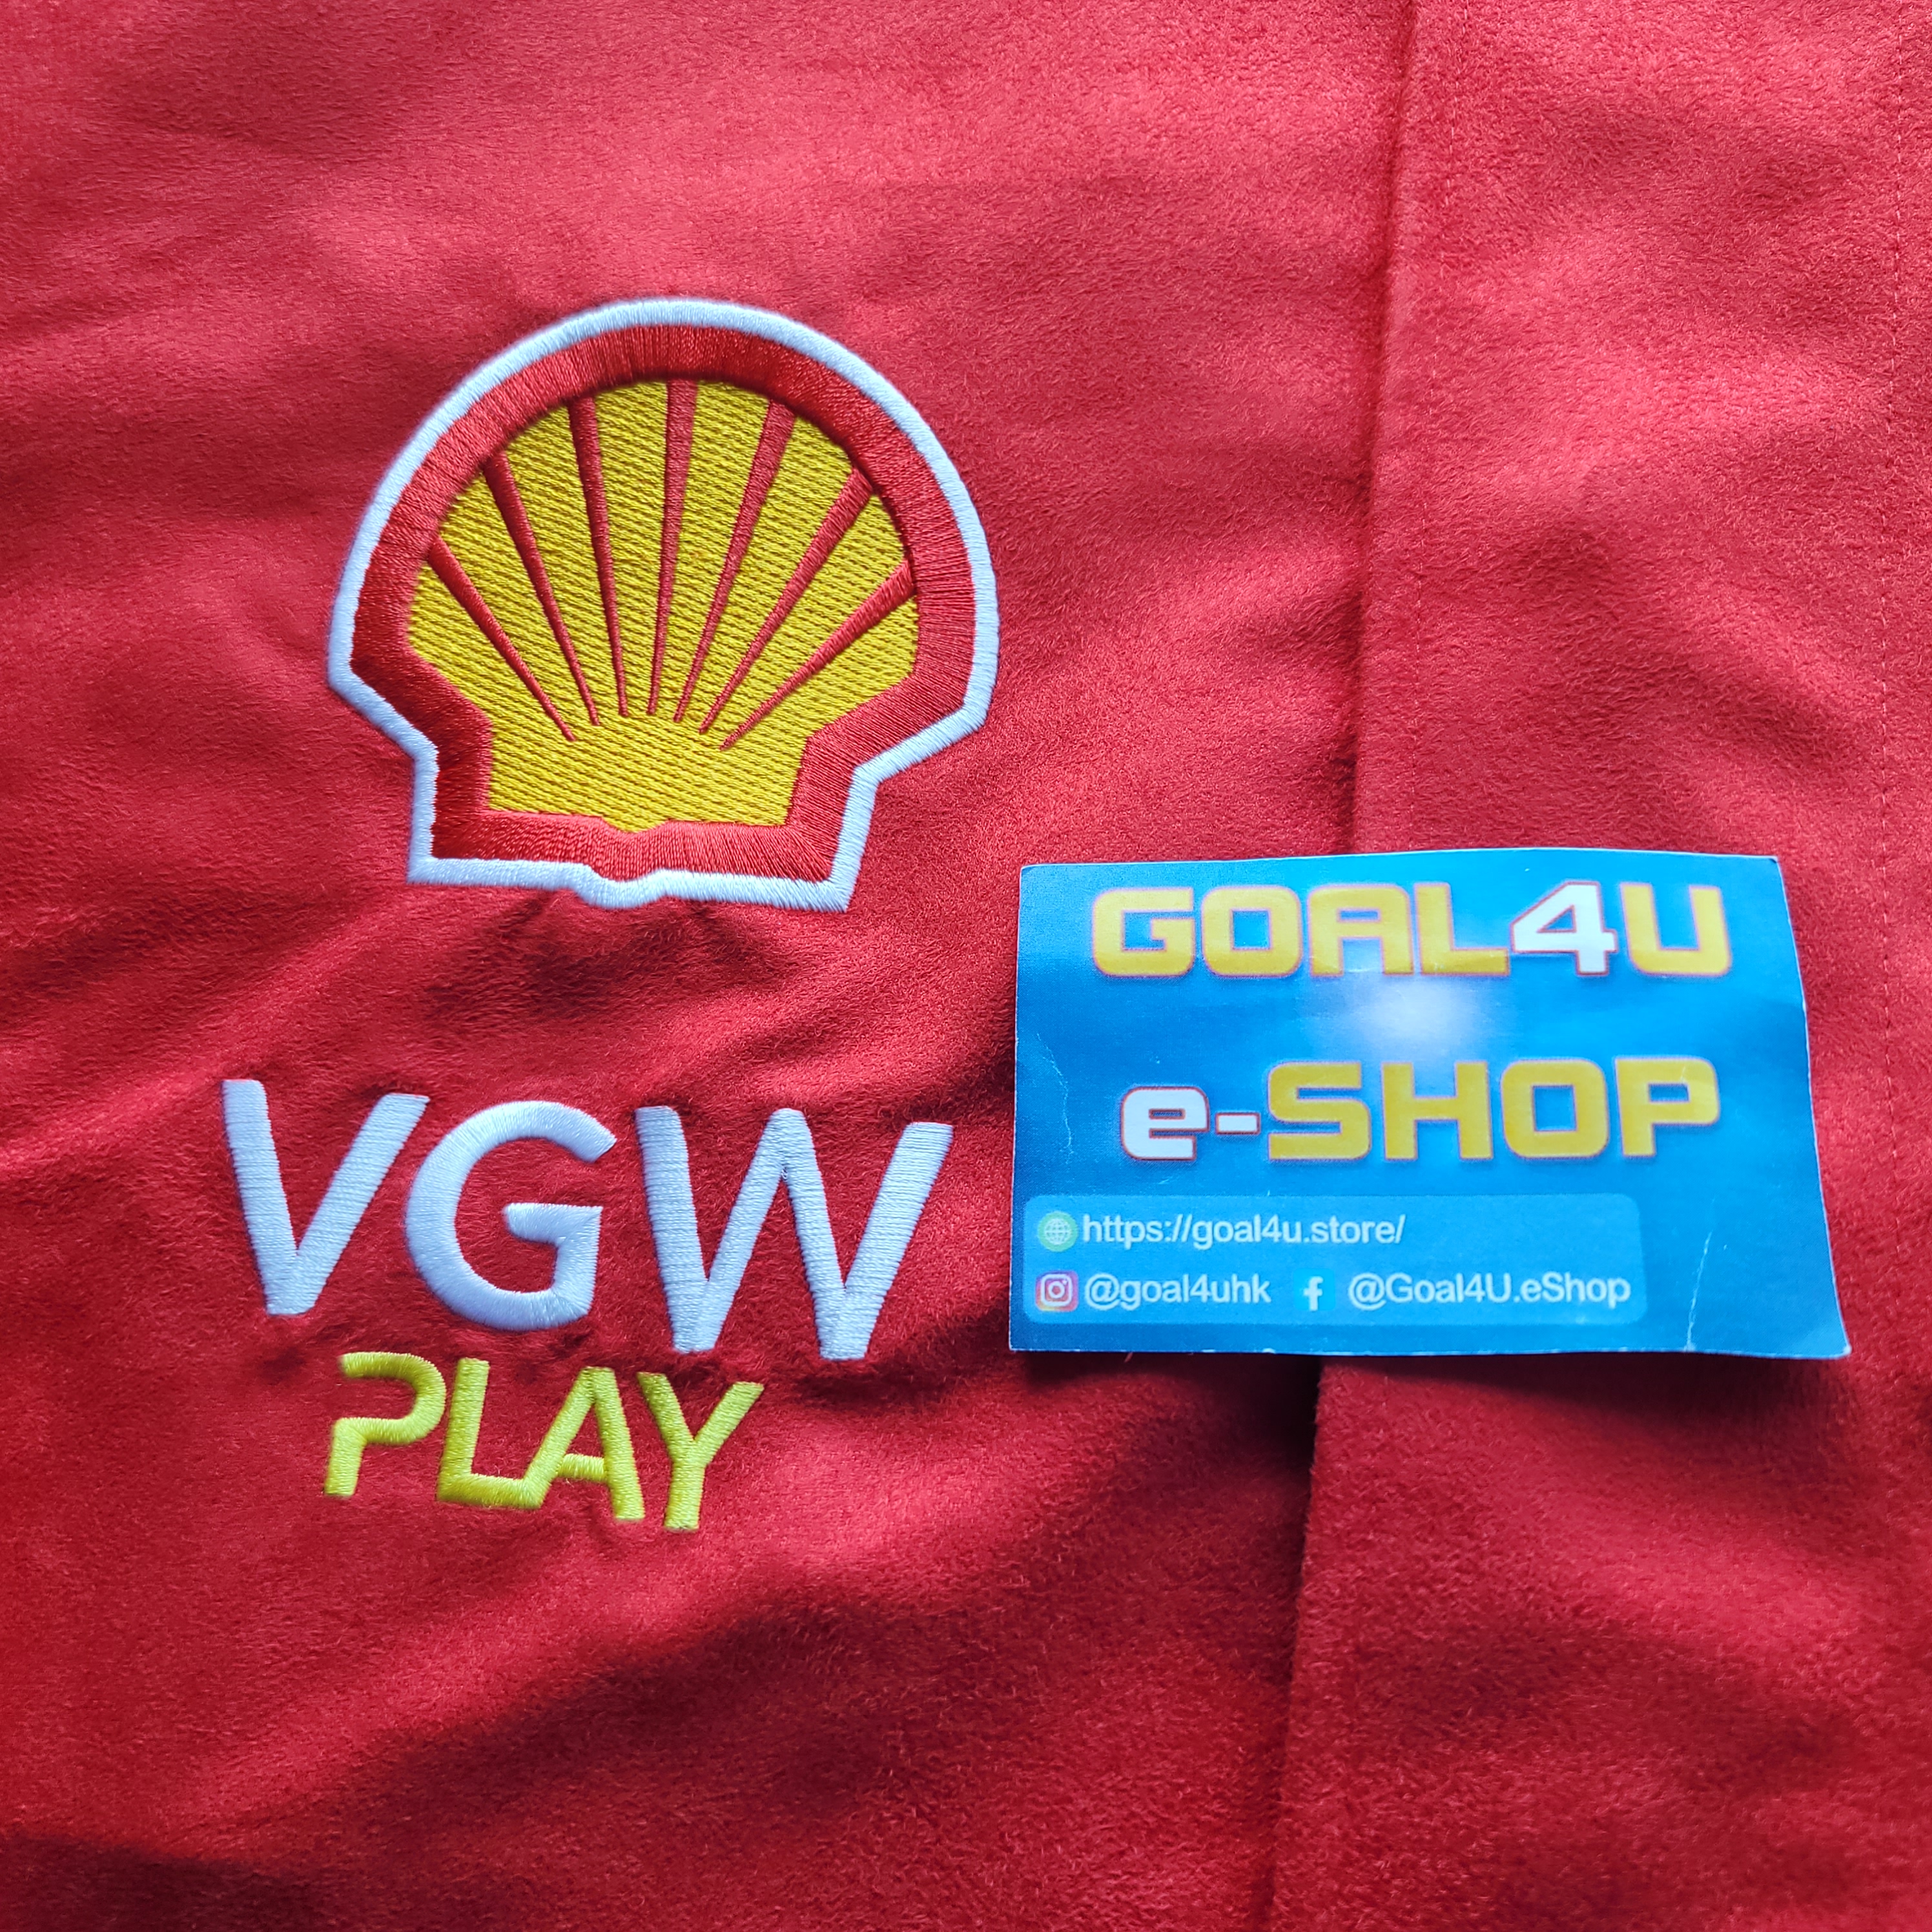 VGW
PLAY
GOAL4U
e-SHOP
https://goal4u.store/
@goal4uhk @Goal4U.eShop